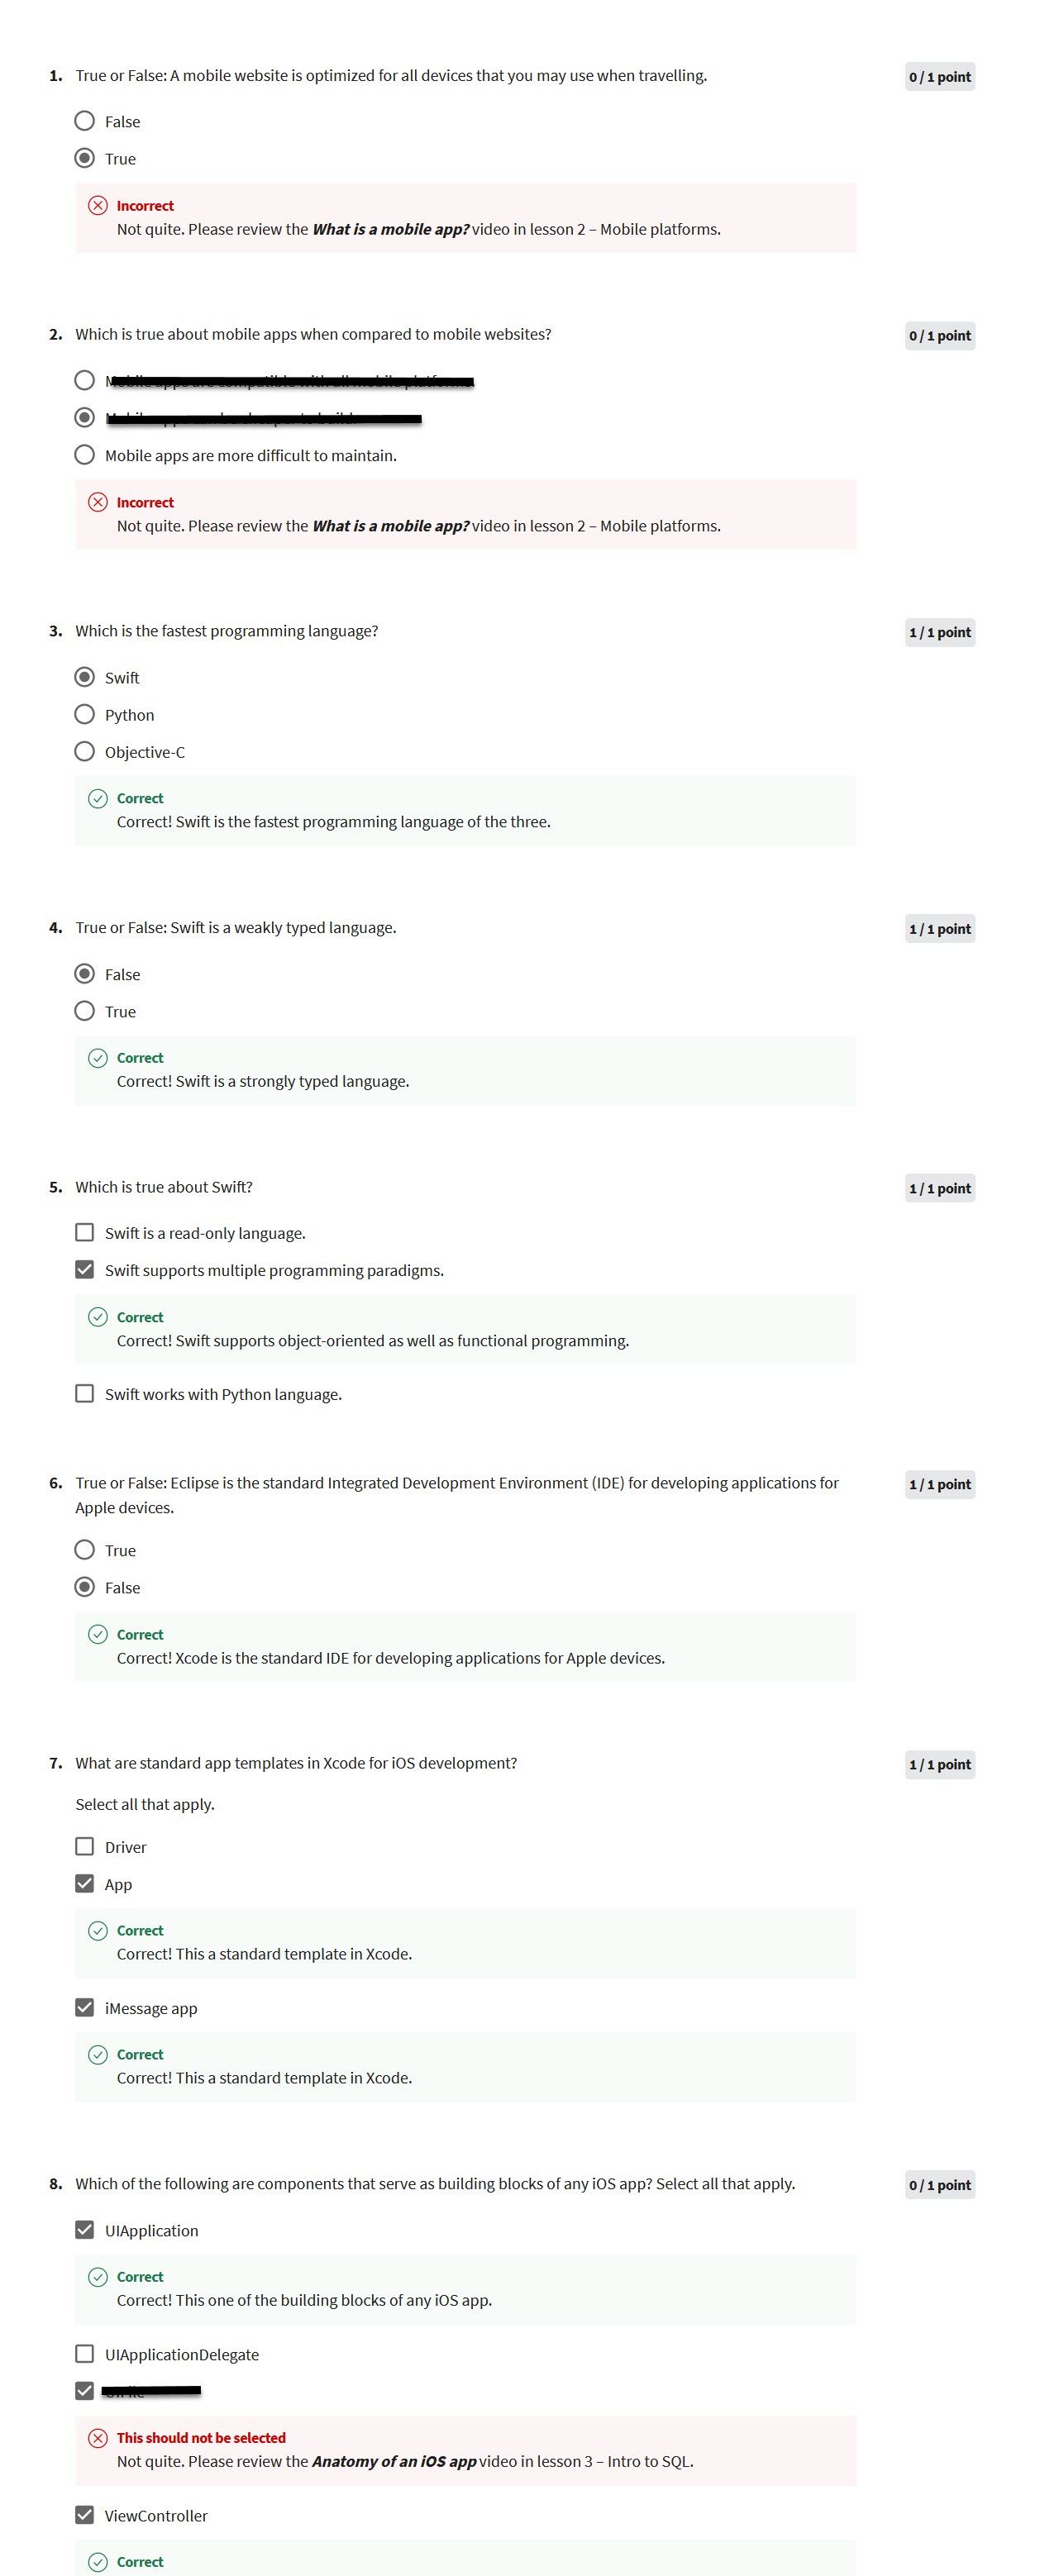 1. True or False: A mobile website is optimized for all devices that you may use when travelling.
0 / 1 point
False
True
Incorrect
Not quite. Please review the What is a mobile app? video in lesson 2 – Mobile platforms.
2. Which is true about mobile apps when compared to mobile websites?
0 / 1 point
Mobile apps are more difficult to maintain.
Incorrect
Not quite. Please review the What is a mobile app? video in lesson 2 – Mobile platforms.
3. Which is the fastest programming language?
1 / 1 point
Swift
Python
Objective-C
Correct
Correct! Swift is the fastest programming language of the three.
4. True or False: Swift is a weakly typed language.
1 / 1 point
False
True
Correct
Correct! Swift is a strongly typed language.
5. Which is true about Swift?
1 / 1 point
Swift is a read-only language.
Swift supports multiple programming paradigms.
Correct
Correct! Swift supports object-oriented as well as functional programming.
Swift works with Python language.
6. True or False: Eclipse is the standard Integrated Development Environment (IDE) for developing applications for
Apple devices.
1 / 1 point
True
False
Correct
Correct! Xcode is the standard IDE for developing applications for Apple devices.
7. What are standard app templates in Xcode for iOS development?
1 / 1 point
Select all that apply.
Driver
App
Correct
Correct! This a standard template in Xcode.
iMessage app
Correct
Correct! This a standard template in Xcode.
8. Which of the following are components that serve as building blocks of any iOS app? Select all that apply.
0 / 1 point
UIApplication
Correct
Correct! This one of the building blocks of any iOS app.
UIApplicationDelegate
This should not be selected
Not quite. Please review the Anatomy of an iOS app video in lesson 3 – Intro to SQL.
ViewController
Correct